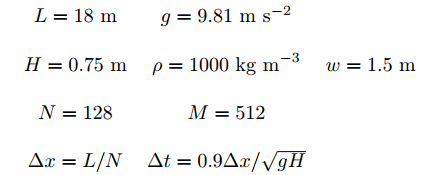 L = 18 m g = 9.81 m s⁻²
H = 0.75 m ρ = 1000 kg m⁻³ w = 1.5 m
N = 128 M = 512
Δx = L/N Δt = 0.9Δx/√gH